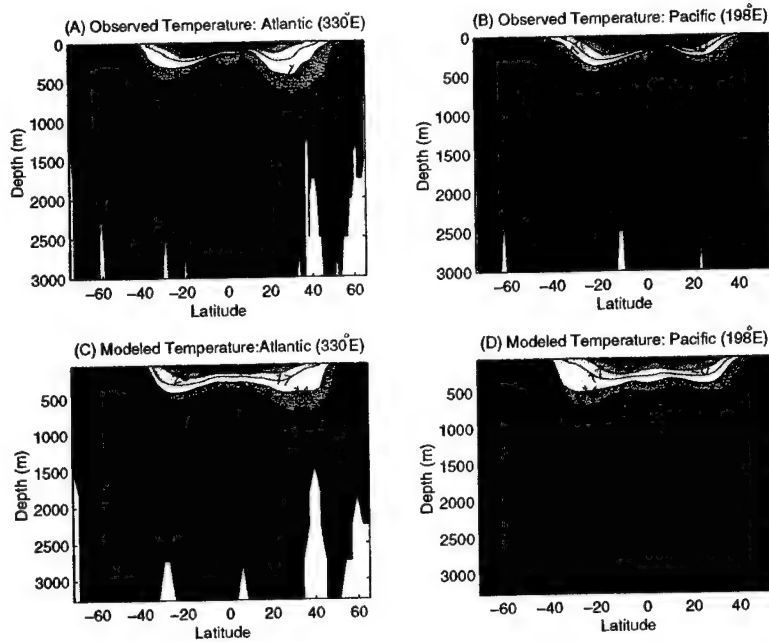 (A) Observed Temperature: Atlantic (330°E)
0
500
1000
1500
2000
2500
3000
Depth (m)
−60 −40 −20 0 20 40 60
Latitude
(B) Observed Temperature: Pacific (198°E)
0
500
1000
1500
2000
2500
3000
Depth (m)
−60 −40 −20 0 20 40
Latitude
(C) Modeled Temperature:Atlantic (330°E)
500
1000
1500
2000
2500
3000
Depth (m)
−60 −40 −20 0 20 40 60
Latitude
(D) Modeled Temperature: Pacific (198°E)
500
1000
1500
2000
2500
3000
Depth (m)
−60 −40 −20 0 20 40
Latitude